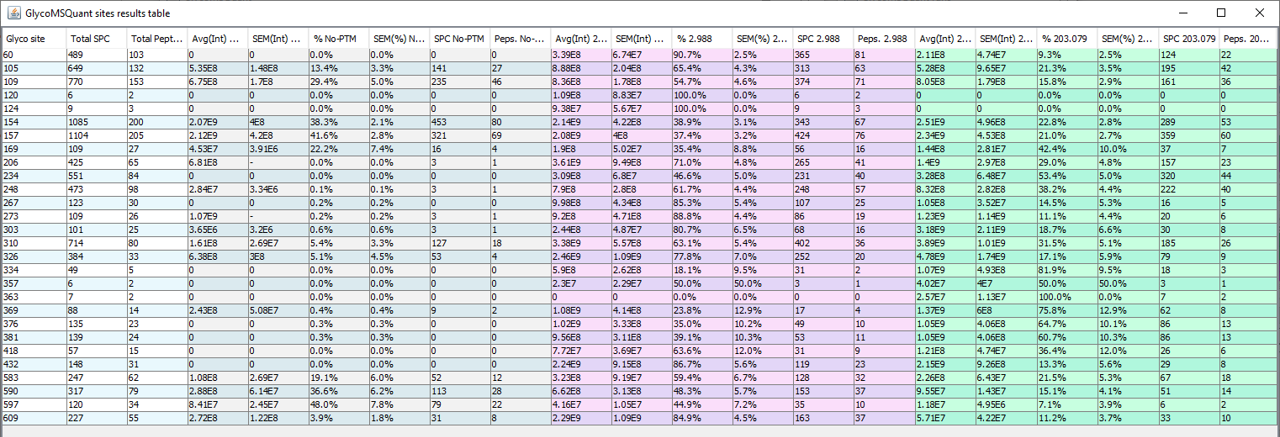 GlycoMSQuant sites results table
Glyco site Total SPC Total Pept... Avg(Int) ... SEM(Int) ... % No-PTM SEM(%) N... SPC No-PTM Peps. No-... Avg(Int) 2... SEM(Int) ... % 2.988 SEM(%) 2... SPC 2.988 Peps. 2.988 Avg(Int) 2... SEM(Int) ... % 203.079 SEM(%) 2... SPC 203.079 Peps. 20...
60 489 103 0 0 0.0% 0.0% 0 0 3.39E8 6.74E7 90.7% 2.5% 365 81 2.11E8 4.74E7 9.3% 2.5% 124 22
105 649 132 5.35E8 1.48E8 13.4% 3.3% 141 27 8.88E8 2.04E8 65.4% 4.3% 313 63 5.28E8 9.65E7 21.3% 3.5% 195 42
109 770 153 6.75E8 1.7E8 29.4% 5.0% 235 46 8.36E8 1.78E8 54.7% 4.6% 374 71 8.05E8 1.79E8 15.8% 2.9% 161 36
120 6 2 0 0 0.0% 0.0% 0 0 1.09E8 8.83E7 100.0% 0.0% 6 2 0 0 0.0% 0.0% 0 0
124 9 3 0 0 0.0% 0.0% 0 0 9.38E7 5.67E7 100.0% 0.0% 9 3 0 0 0.0% 0.0% 0 0
154 1085 200 2.07E9 4E8 38.3% 2.1% 453 80 2.14E9 4.22E8 38.9% 3.1% 343 67 2.51E9 4.96E8 22.8% 2.8% 289 53
157 1104 205 2.12E9 4.2E8 41.6% 2.8% 321 69 2.08E9 4E8 37.4% 3.2% 424 76 2.34E9 4.53E8 21.0% 2.7% 359 60
169 109 27 4.53E7 3.91E6 22.2% 7.4% 16 4 1.9E8 5.02E7 35.4% 8.8% 56 16 1.44E8 2.81E7 42.4% 10.0% 37 7
206 425 65 6.81E8 - 0.0% 0.0% 3 1 3.61E9 9.49E8 71.0% 4.8% 265 41 1.4E9 2.97E8 29.0% 4.8% 157 23
234 551 84 0 0 0.0% 0.0% 0 0 3.09E8 6.8E7 46.6% 5.0% 231 40 3.28E8 6.48E7 53.4% 5.0% 320 44
248 473 98 2.84E7 3.34E6 0.1% 0.1% 3 1 7.9E8 2.8E8 61.7% 4.4% 248 57 8.32E8 2.82E8 38.2% 4.4% 222 40
267 123 30 0 0 0.0% 0.0% 0 0 9.98E8 4.34E8 85.3% 5.4% 107 25 1.05E8 3.52E7 14.5% 5.3% 16 5
273 109 26 1.07E9 - 0.2% 0.2% 3 1 9.2E8 4.71E8 88.8% 4.4% 86 19 1.23E9 1.14E9 11.1% 4.4% 20 6
303 101 25 3.65E6 3.2E6 0.6% 0.6% 3 1 2.44E8 4.87E7 80.7% 6.5% 68 16 3.18E9 2.11E9 18.7% 6.6% 30 8
310 714 80 1.61E8 2.69E7 5.4% 3.3% 127 18 3.38E9 5.57E8 63.1% 5.4% 402 36 3.89E9 1.01E9 31.5% 5.1% 185 26
326 384 33 6.38E8 3E8 5.1% 4.5% 53 4 2.46E9 1.09E9 77.8% 7.0% 252 20 4.78E9 1.74E9 17.1% 5.9% 79 9
334 49 5 0 0 0.0% 0.0% 0 0 5.9E8 2.62E8 18.1% 9.5% 31 2 1.07E9 4.93E8 81.9% 9.5% 18 3
357 6 2 0 0 0.0% 0.0% 0 0 2.3E7 2.29E7 50.0% 50.0% 3 1 4.02E7 4E7 50.0% 50.0% 3 1
363 7 2 0 0 0.0% 0.0% 0 0 0 0 0.0% 0.0% 0 0 2.57E7 1.13E7 100.0% 0.0% 7 2
369 88 14 2.43E8 5.08E7 0.4% 0.4% 9 2 1.08E9 4.14E8 23.8% 12.9% 17 4 1.37E9 6E8 75.8% 12.9% 62 8
376 135 23 0 0 0.3% 0.3% 0 0 1.02E9 3.33E8 35.0% 10.2% 49 10 1.05E9 4.06E8 64.7% 10.1% 86 13
381 139 24 0 0 0.3% 0.3% 0 0 9.56E8 3.11E8 39.1% 10.3% 53 11 1.05E9 4.06E8 60.7% 10.3% 86 13
418 57 15 0 0 0.0% 0.0% 0 0 7.72E7 3.69E7 63.6% 12.0% 31 9 1.21E8 4.74E7 36.4% 12.0% 26 6
432 148 31 0 0 0.0% 0.0% 0 0 2.24E9 9.15E8 86.7% 5.6% 119 23 2.15E9 9.26E8 13.3% 5.6% 29 8
583 247 62 1.08E8 2.69E7 19.1% 6.0% 52 12 3.23E8 9.19E7 59.4% 6.7% 128 32 2.26E8 6.43E7 21.5% 5.3% 67 18
590 317 79 2.88E8 6.14E7 36.6% 6.2% 113 28 6.62E8 3.13E8 48.3% 5.7% 153 37 9.55E7 1.43E7 15.1% 4.1% 51 14
597 120 34 8.41E7 2.45E7 48.0% 7.8% 79 22 4.16E7 1.05E7 44.9% 7.2% 35 10 1.18E7 4.95E6 7.1% 3.9% 6 2
609 227 55 2.72E8 1.22E8 3.9% 1.8% 31 8 2.29E9 1.09E9 84.9% 4.5% 163 37 5.71E7 4.22E7 11.2% 3.7% 33 10